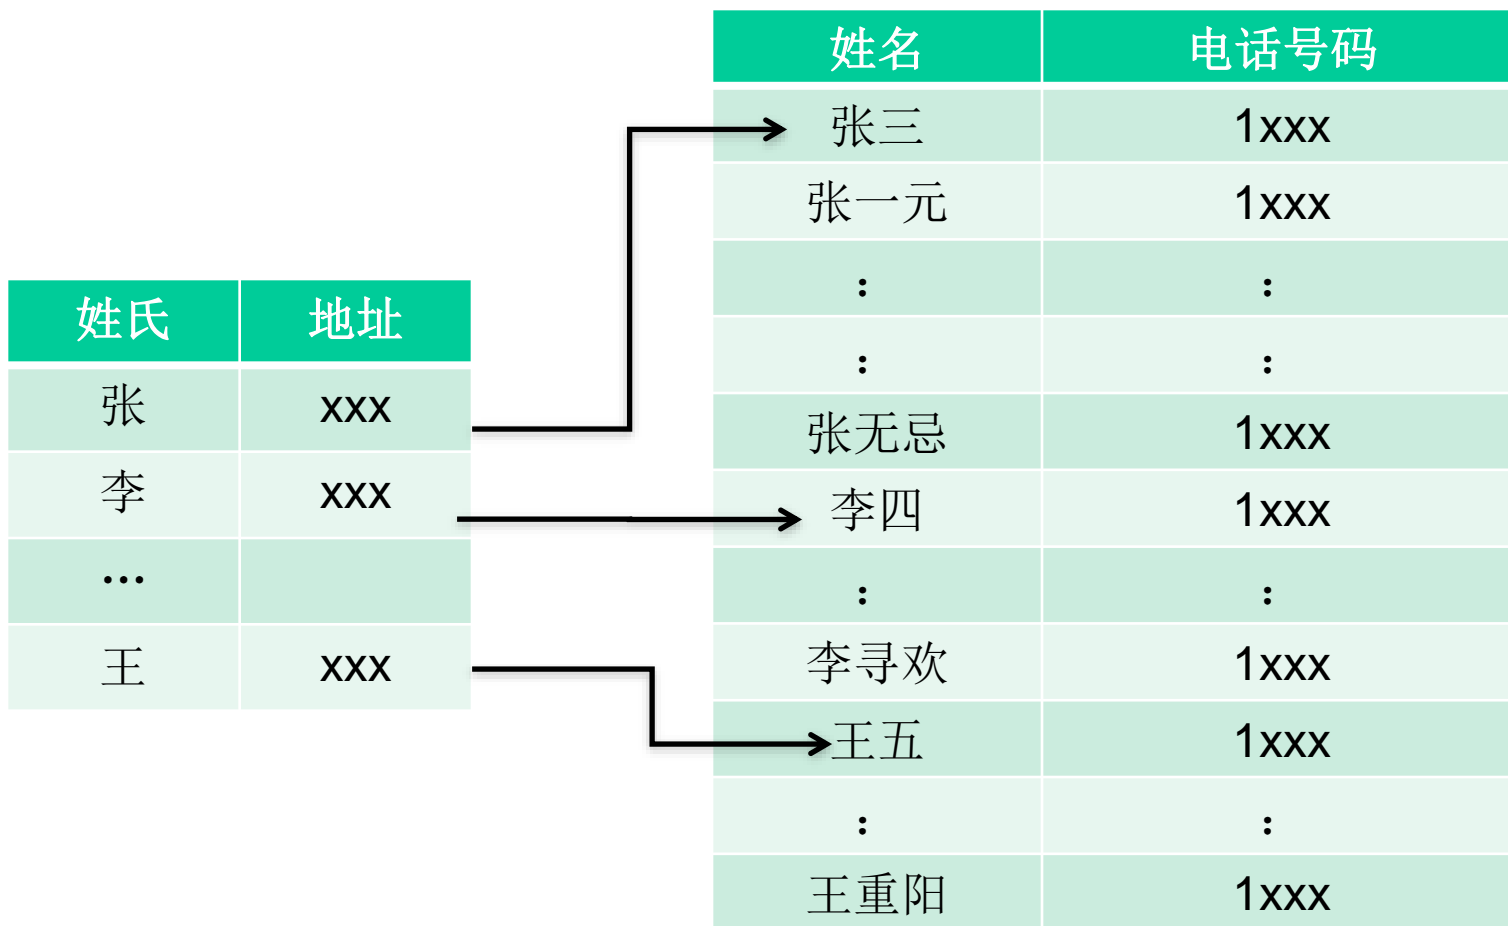 姓氏 地址
张 xxx
李 xxx
…
王 xxx
姓名 电话号码
张三 1xxx
张一元 1xxx
: :
: :
张无忌 1xxx
李四 1xxx
: :
李寻欢 1xxx
王五 1xxx
: :
王重阳 1xxx